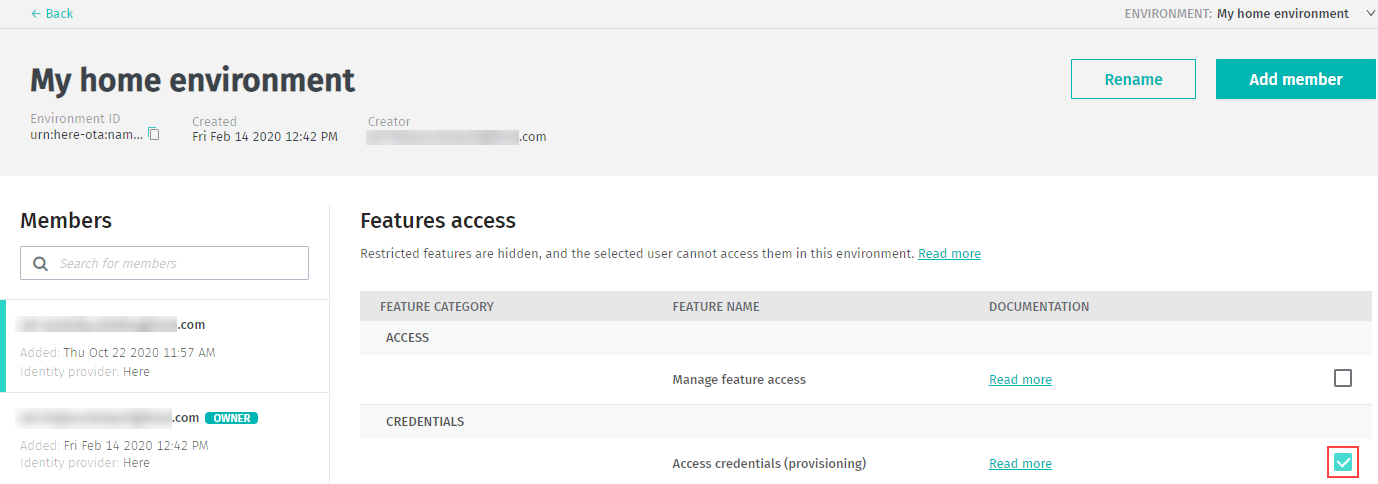 ← Back
ENVIRONMENT: My home environment
My home environment
Rename
Add member
Environment ID
urn:here-ota:nam...
Created
Fri Feb 14 2020 12:42 PM
Creator
.com
Members
Search for members
.com
Added: Thu Oct 22 2020 11:57 AM
Identity provider: Here
.com OWNER
Added: Fri Feb 14 2020 12:42 PM
Identity provider: Here
Features access
Restricted features are hidden, and the selected user cannot access them in this environment. Read more
FEATURE CATEGORY FEATURE NAME DOCUMENTATION
ACCESS
Manage feature access Read more
CREDENTIALS
Access credentials (provisioning) Read more